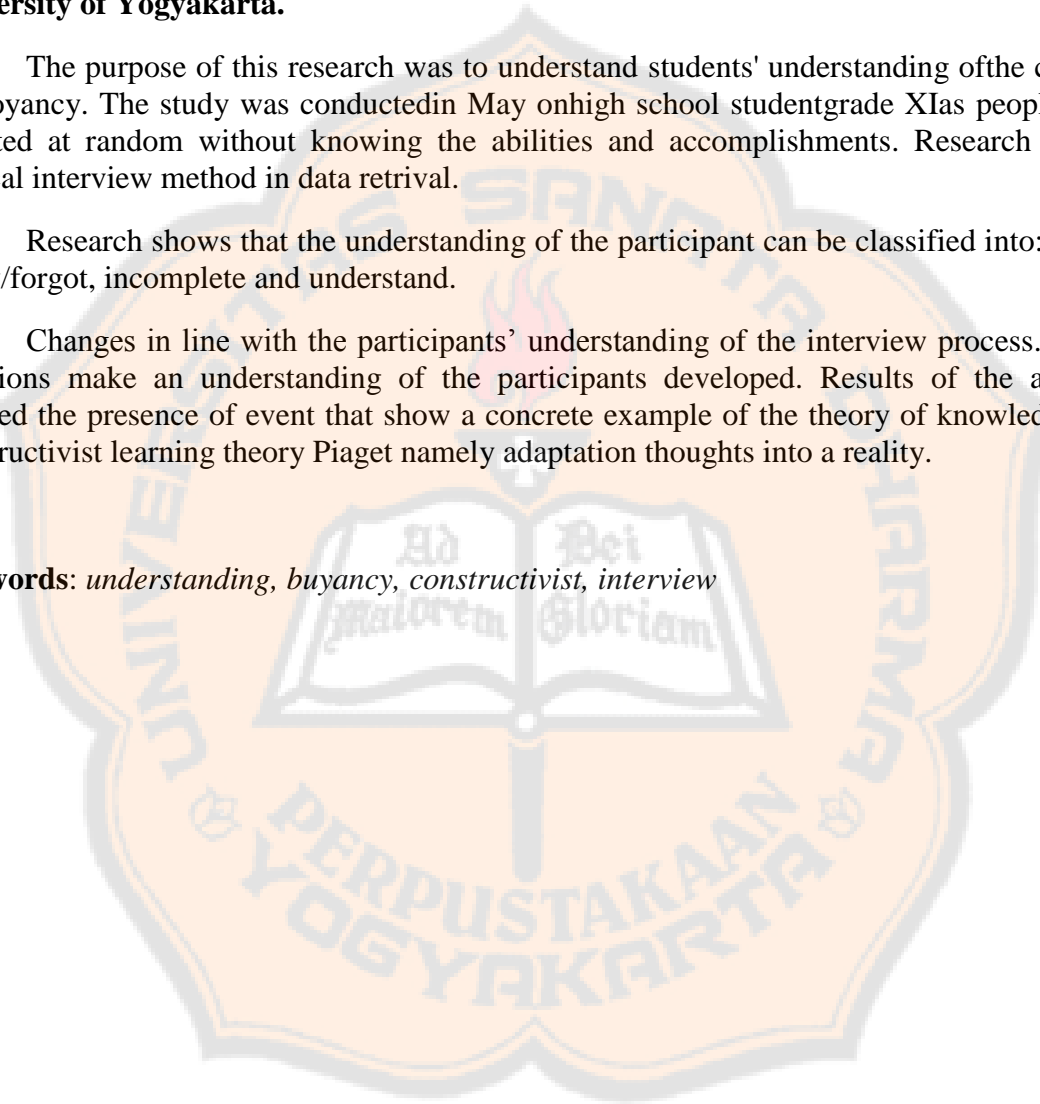 ersity of Yogyakarta.
The purpose of this research was to understand students' understanding ofthe c
oyancy. The study was conductedin May onhigh school studentgrade XIas peopl
ted at random without knowing the abilities and accomplishments. Research
al interview method in data retrival.
Research shows that the understanding of the participant can be classified into:
/forgot, incomplete and understand.
Changes in line with the participants’ understanding of the interview process.
ions make an understanding of the participants developed. Results of the a
ed the presence of event that show a concrete example of the theory of knowled
ructivist learning theory Piaget namely adaptation thoughts into a reality.
words: understanding, buyancy, constructivist, interview
UNIVERSITAS SANATA DHARMA
Ad Dei
Maiorem Gloriam
PERPUSTAKAAN
YOGYAKARTA